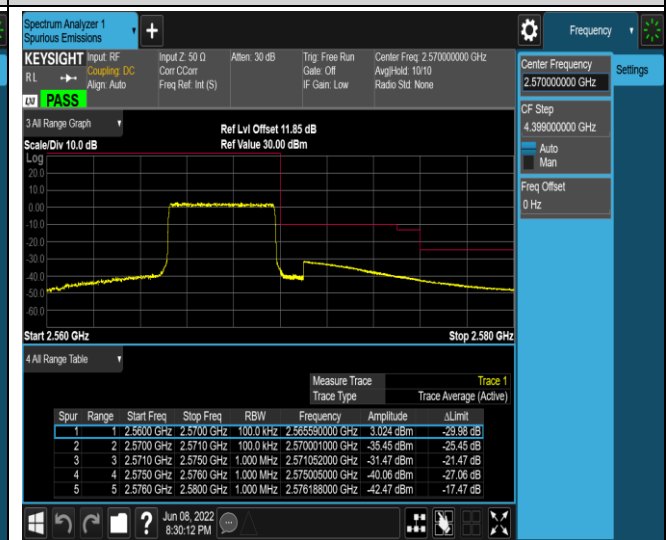 Spectrum Analyzer 1
Spurious Emissions
+
Frequency
KEYSIGHT
RL
Input: RF
Coupling: DC
Align: Auto
Input Z: 50 Ω
Corr CCorr
Freq Ref: Int (S)
Atten: 30 dB
Trig: Free Run
Gate: Off
IF Gain: Low
Center Freq: 2.570000000 GHz
Avg|Hold: 10/10
Radio Std: None
LXI PASS
Center Frequency
2.570000000 GHz
Settings
CF Step
4.399000000 GHz
Auto
Man
Freq Offset
0 Hz
3 All Range Graph
Ref Lvl Offset 11.85 dB
Scale/Div 10.0 dB
Ref Value 30.00 dBm
Log
20.0
10.0
0.00
-10.0
-20.0
-30.0
-40.0
-50.0
-60.0
Start 2.560 GHz
Stop 2.580 GHz
4 All Range Table
Measure Trace Trace 1
Trace Type Trace Average (Active)
Spur Range Start Freq Stop Freq RBW Frequency Amplitude ΔLimit
1 1 2.5600 GHz 2.5700 GHz 100.0 kHz 2.565590000 GHz 3.024 dBm -29.98 dB
2 2 2.5700 GHz 2.5710 GHz 100.0 kHz 2.570001000 GHz -35.45 dBm -25.45 dB
3 3 2.5710 GHz 2.5750 GHz 1.000 MHz 2.571052000 GHz -31.47 dBm -21.47 dB
4 4 2.5750 GHz 2.5760 GHz 1.000 MHz 2.575005000 GHz -40.06 dBm -27.06 dB
5 5 2.5760 GHz 2.5800 GHz 1.000 MHz 2.576188000 GHz -42.47 dBm -17.47 dB
?
Jun 08, 2022
8:30:12 PM